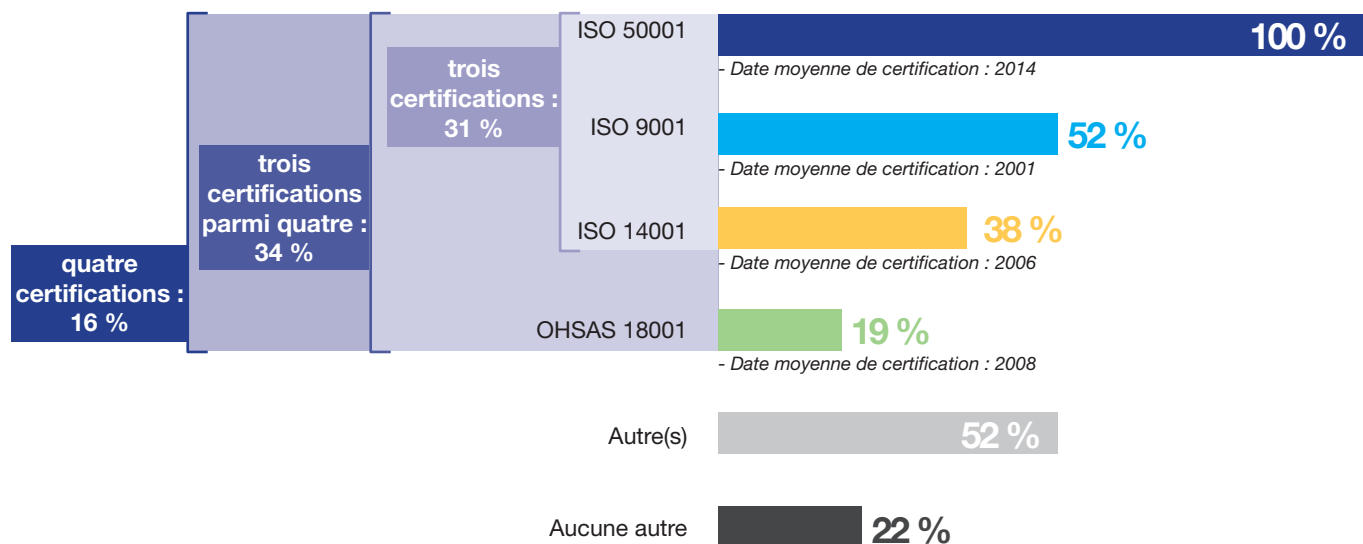 ISO 50001
100 %
- Date moyenne de certification : 2014
trois
certifications :
31 %
ISO 9001
52 %
- Date moyenne de certification : 2001
trois
certifications
parmi quatre :
34 %
ISO 14001
38 %
- Date moyenne de certification : 2006
quatre
certifications :
16 %
OHSAS 18001
19 %
- Date moyenne de certification : 2008
Autre(s)
52 %
Aucune autre
22 %